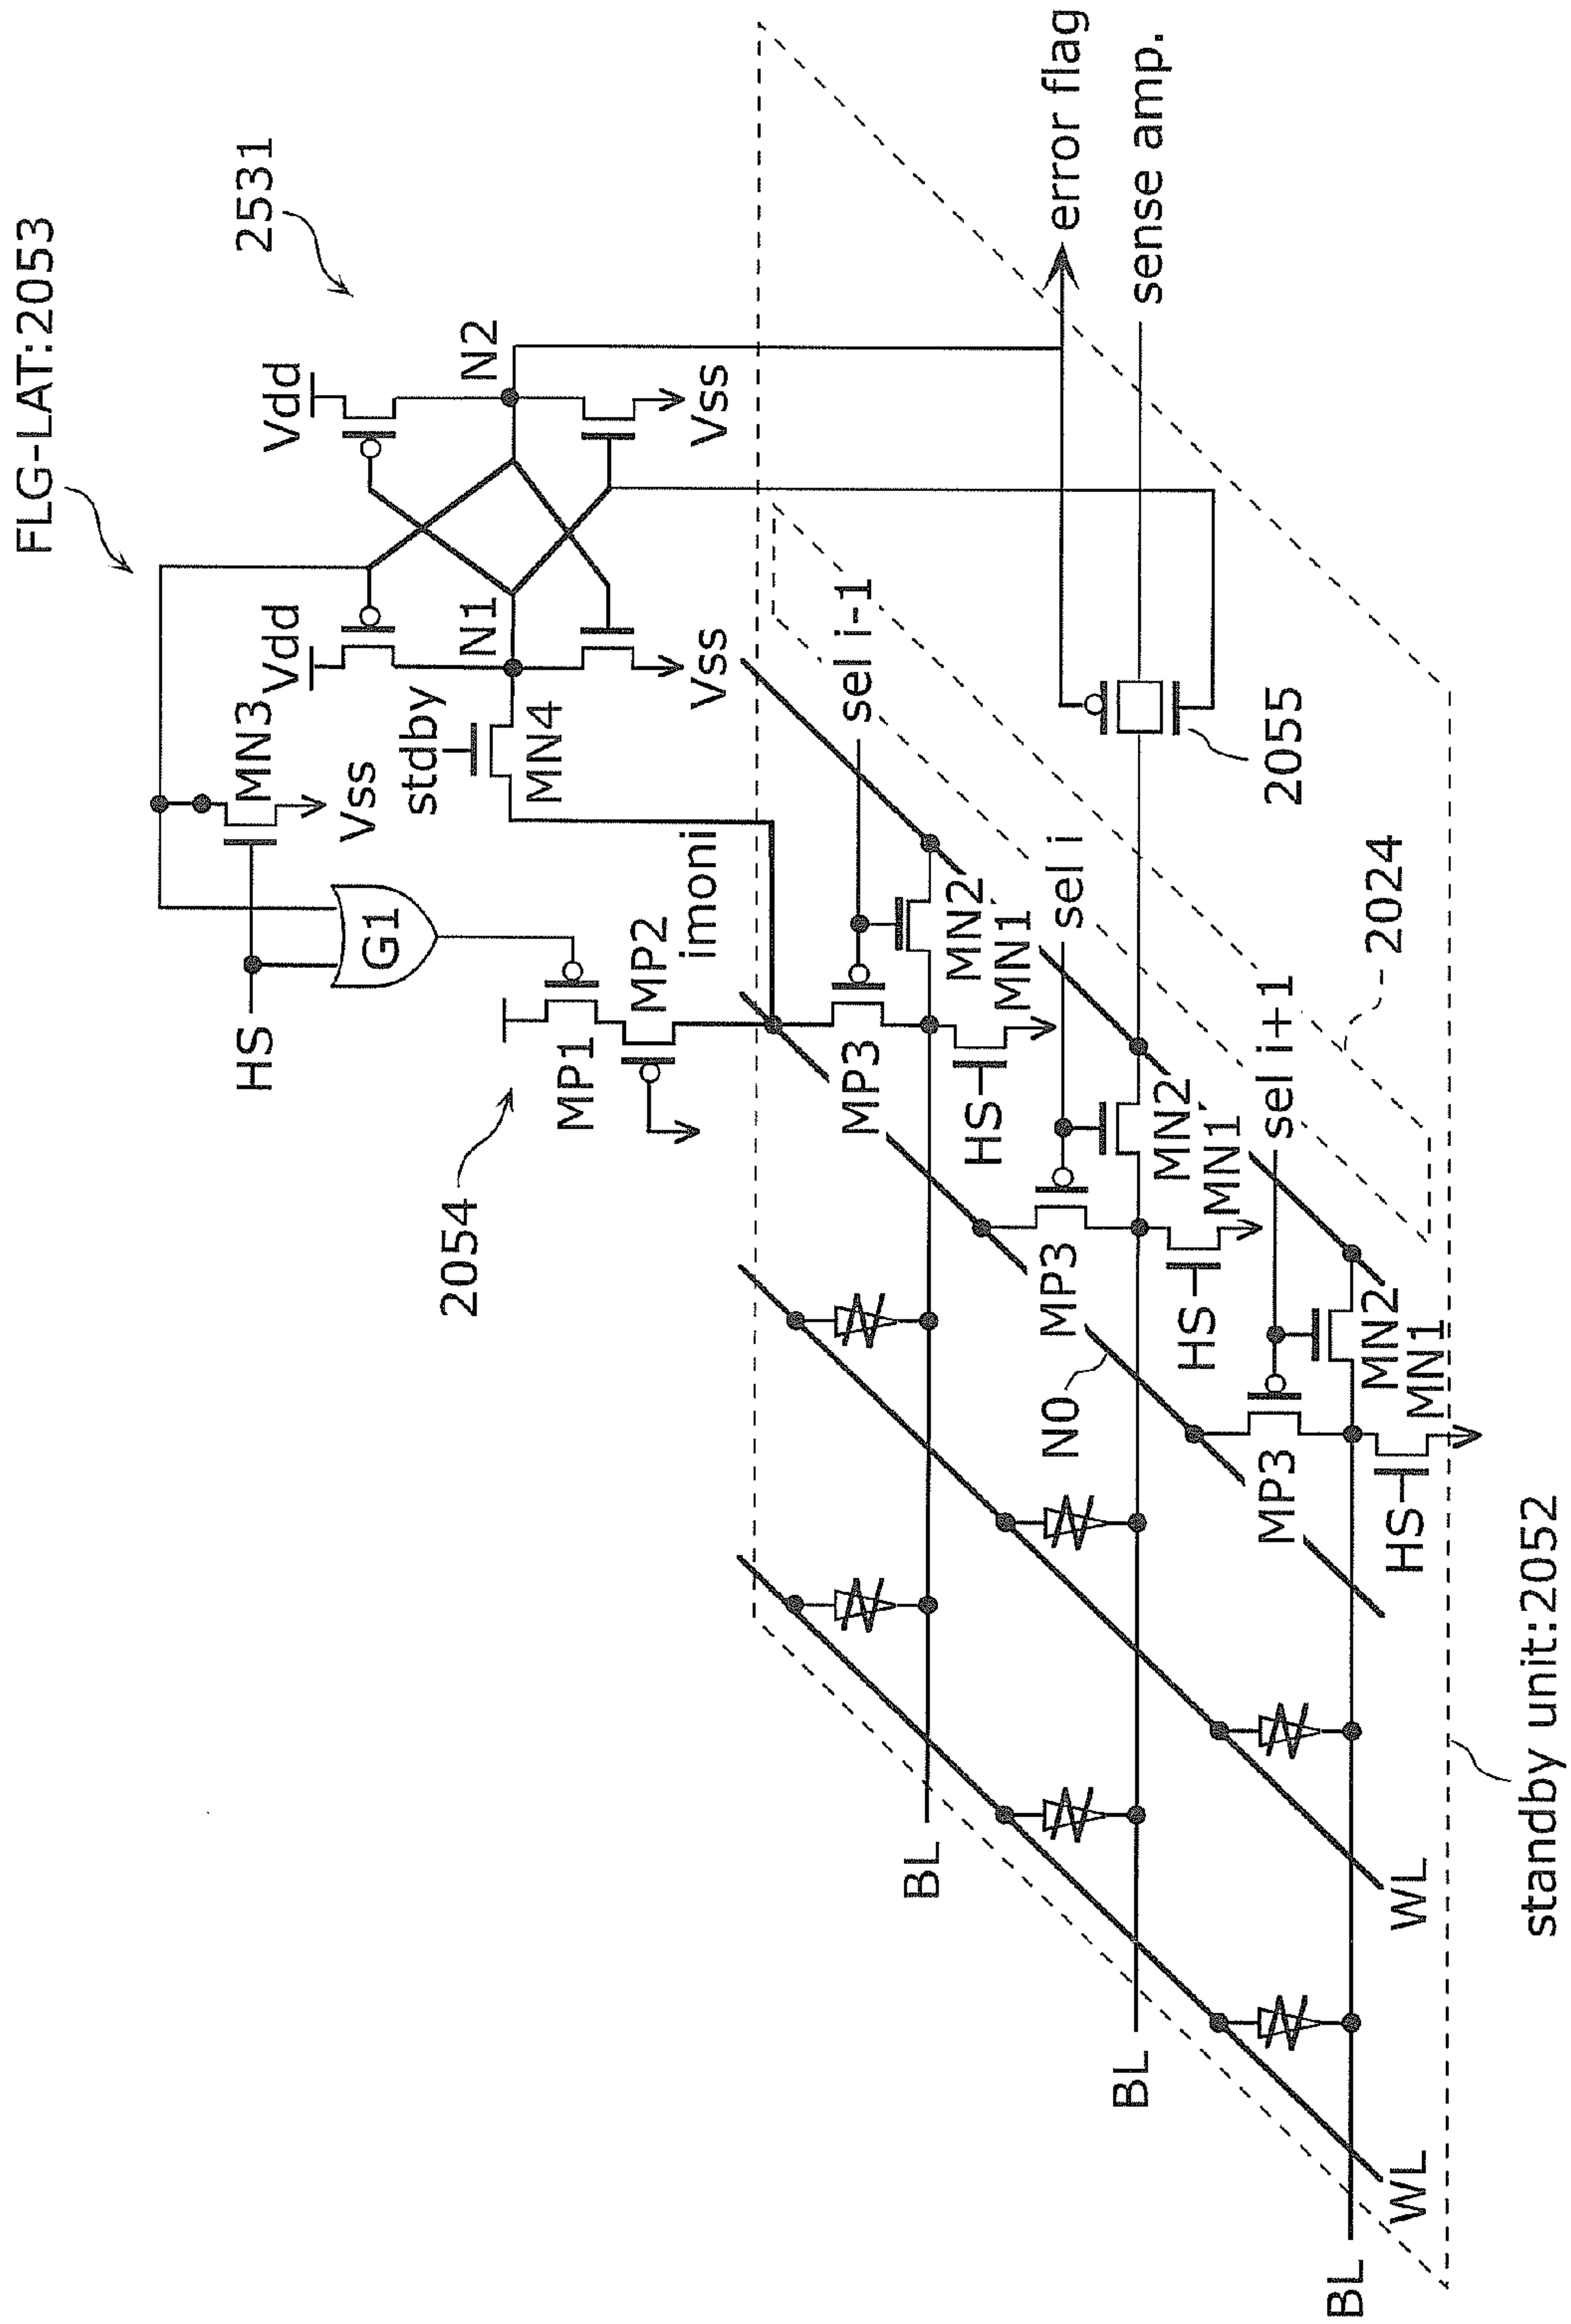 FLG-LAT:2053
2531
HS
G1
MN3
Vss
Vdd
Vdd
N1
N2
stdby
MN4
Vss
Vss
2054
MP1
MP2
imoni
MP3
sel i-1
MN2
MN1
HS
error flag
sense amp.
N0
MP3
sel i
MN2
MN1
HS
2055
2024
MP3
sel i+1
MN2
MN1
HS
BL
BL
BL
WL
WL
standby unit:2052